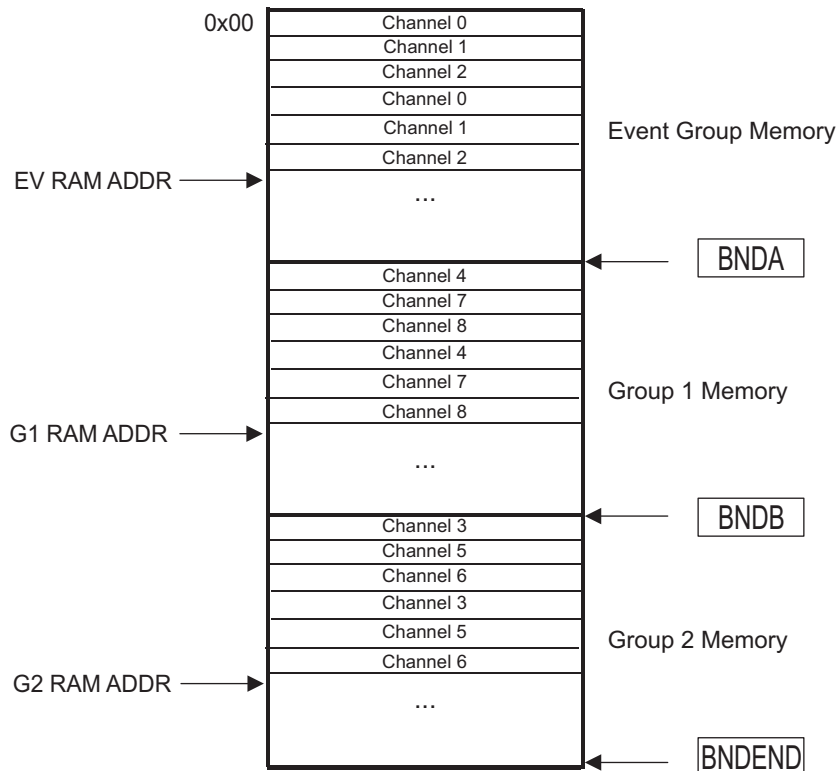 0x00
Channel 0
Channel 1
Channel 2
Channel 0
Channel 1
Channel 2
...
Event Group Memory
EV RAM ADDR
BNDA
Channel 4
Channel 7
Channel 8
Channel 4
Channel 7
Channel 8
...
Group 1 Memory
G1 RAM ADDR
BNDB
Channel 3
Channel 5
Channel 6
Channel 3
Channel 5
Channel 6
...
Group 2 Memory
G2 RAM ADDR
BNDEND